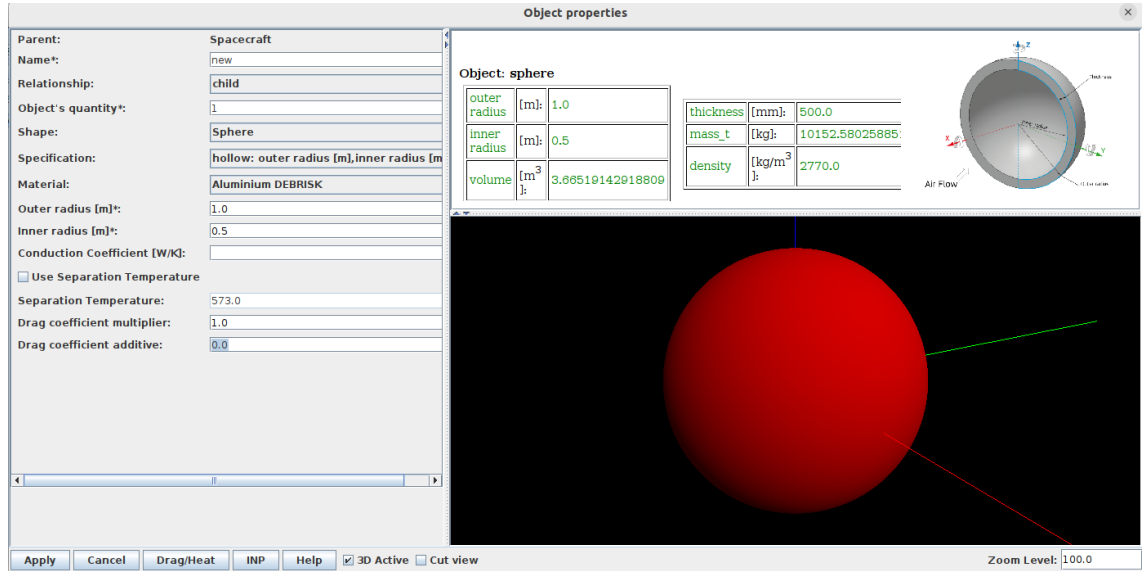 Object properties
Parent: Spacecraft
Name*: new
Relationship: child
Object's quantity*: 1
Shape: Sphere
Specification: hollow: outer radius [m],inner radius [m
Material: Aluminium DEBRISK
Outer radius [m]*: 1.0
Inner radius [m]*: 0.5
Conduction Coefficient [W/K]:
Use Separation Temperature
Separation Temperature: 573.0
Drag coefficient multiplier: 1.0
Drag coefficient additive: 0.0
Object: sphere
outer radius [m]: 1.0
inner radius [m]: 0.5
volume [m3]: 3.66519142918809
thickness [mm]: 500.0
mass_t [kg]: 10152.580258851
density [kg/m3]: 2770.0
Z
Thickness
X
Y
Air Flow
Apply Cancel Drag/Heat INP Help 3D Active Cut view Zoom Level: 100.0